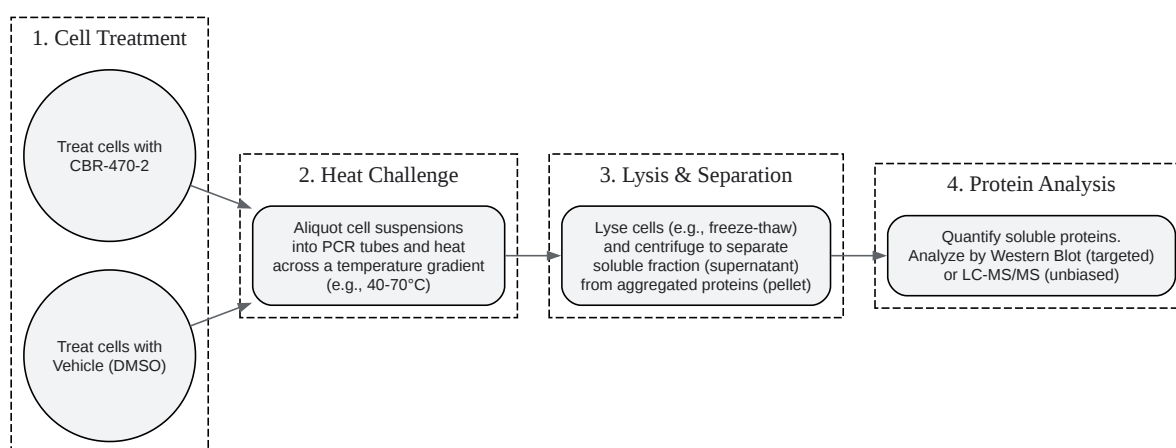 1. Cell Treatment
Treat cells with
CBR-470-2
Treat cells with
Vehicle (DMSO)
2. Heat Challenge
Aliquot cell suspensions
into PCR tubes and heat
across a temperature gradient
(e.g., 40-70°C)
3. Lysis & Separation
Lyse cells (e.g., freeze-thaw)
and centrifuge to separate
soluble fraction (supernatant)
from aggregated proteins (pellet)
4. Protein Analysis
Quantify soluble proteins.
Analyze by Western Blot (targeted)
or LC-MS/MS (unbiased)